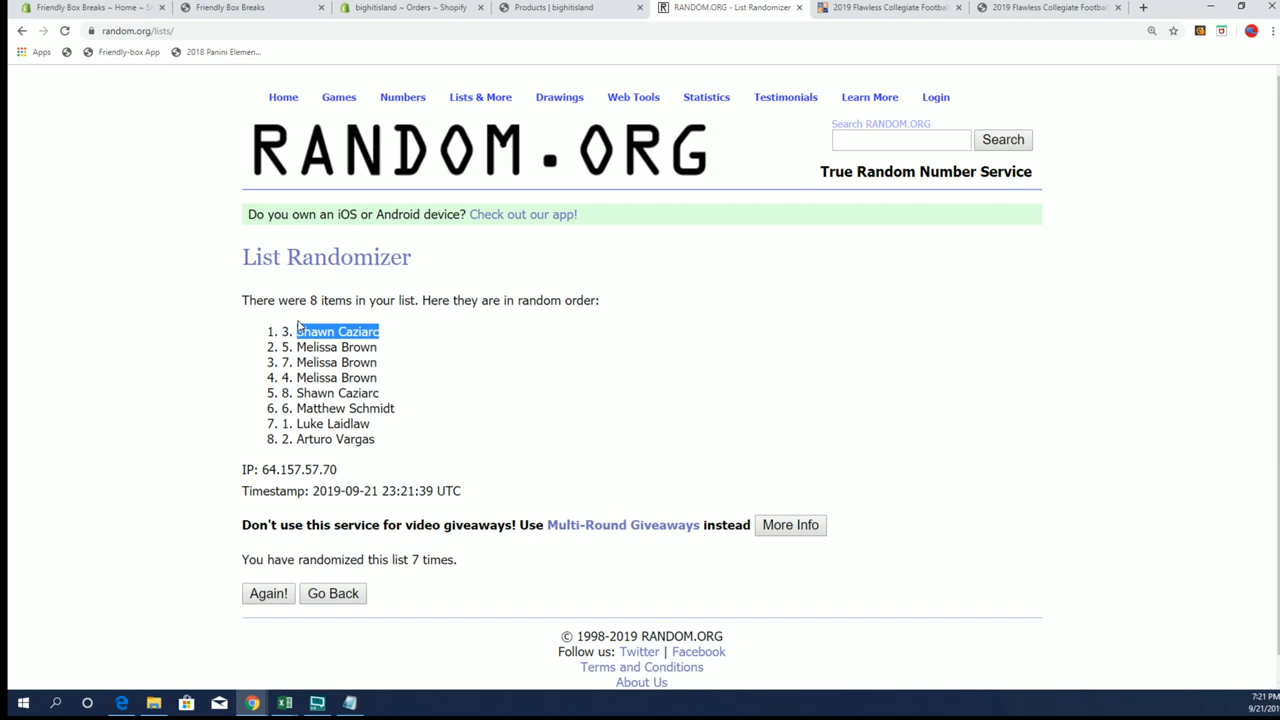 Friendly Box Breaks ~ Home ~ S
Friendly Box Breaks
bighitisland ~ Orders ~ Shopify
Products | bighitisland
RANDOM.ORG - List Randomizer
2019 Flawless Collegiate Footba
2019 Flawless Collegiate Footba
random.org/lists/
Apps
Friendly-box App
2018 Panini Elemen...
Home
Games
Numbers
Lists & More
Drawings
Web Tools
Statistics
Testimonials
Learn More
Login
RANDOM.ORG
Search RANDOM.ORG
Search
True Random Number Service
Do you own an iOS or Android device? Check out our app!
List Randomizer
There were 8 items in your list. Here they are in random order:
1. 3. Shawn Caziarc
2. 5. Melissa Brown
3. 7. Melissa Brown
4. 4. Melissa Brown
5. 8. Shawn Caziarc
6. 6. Matthew Schmidt
7. 1. Luke Laidlaw
8. 2. Arturo Vargas
IP: 64.157.57.70
Timestamp: 2019-09-21 23:21:39 UTC
Don't use this service for video giveaways! Use Multi-Round Giveaways instead
More Info
You have randomized this list 7 times.
Again!
Go Back
© 1998-2019 RANDOM.ORG
Follow us: Twitter | Facebook
Terms and Conditions
About Us
7:21 PM
9/21/201